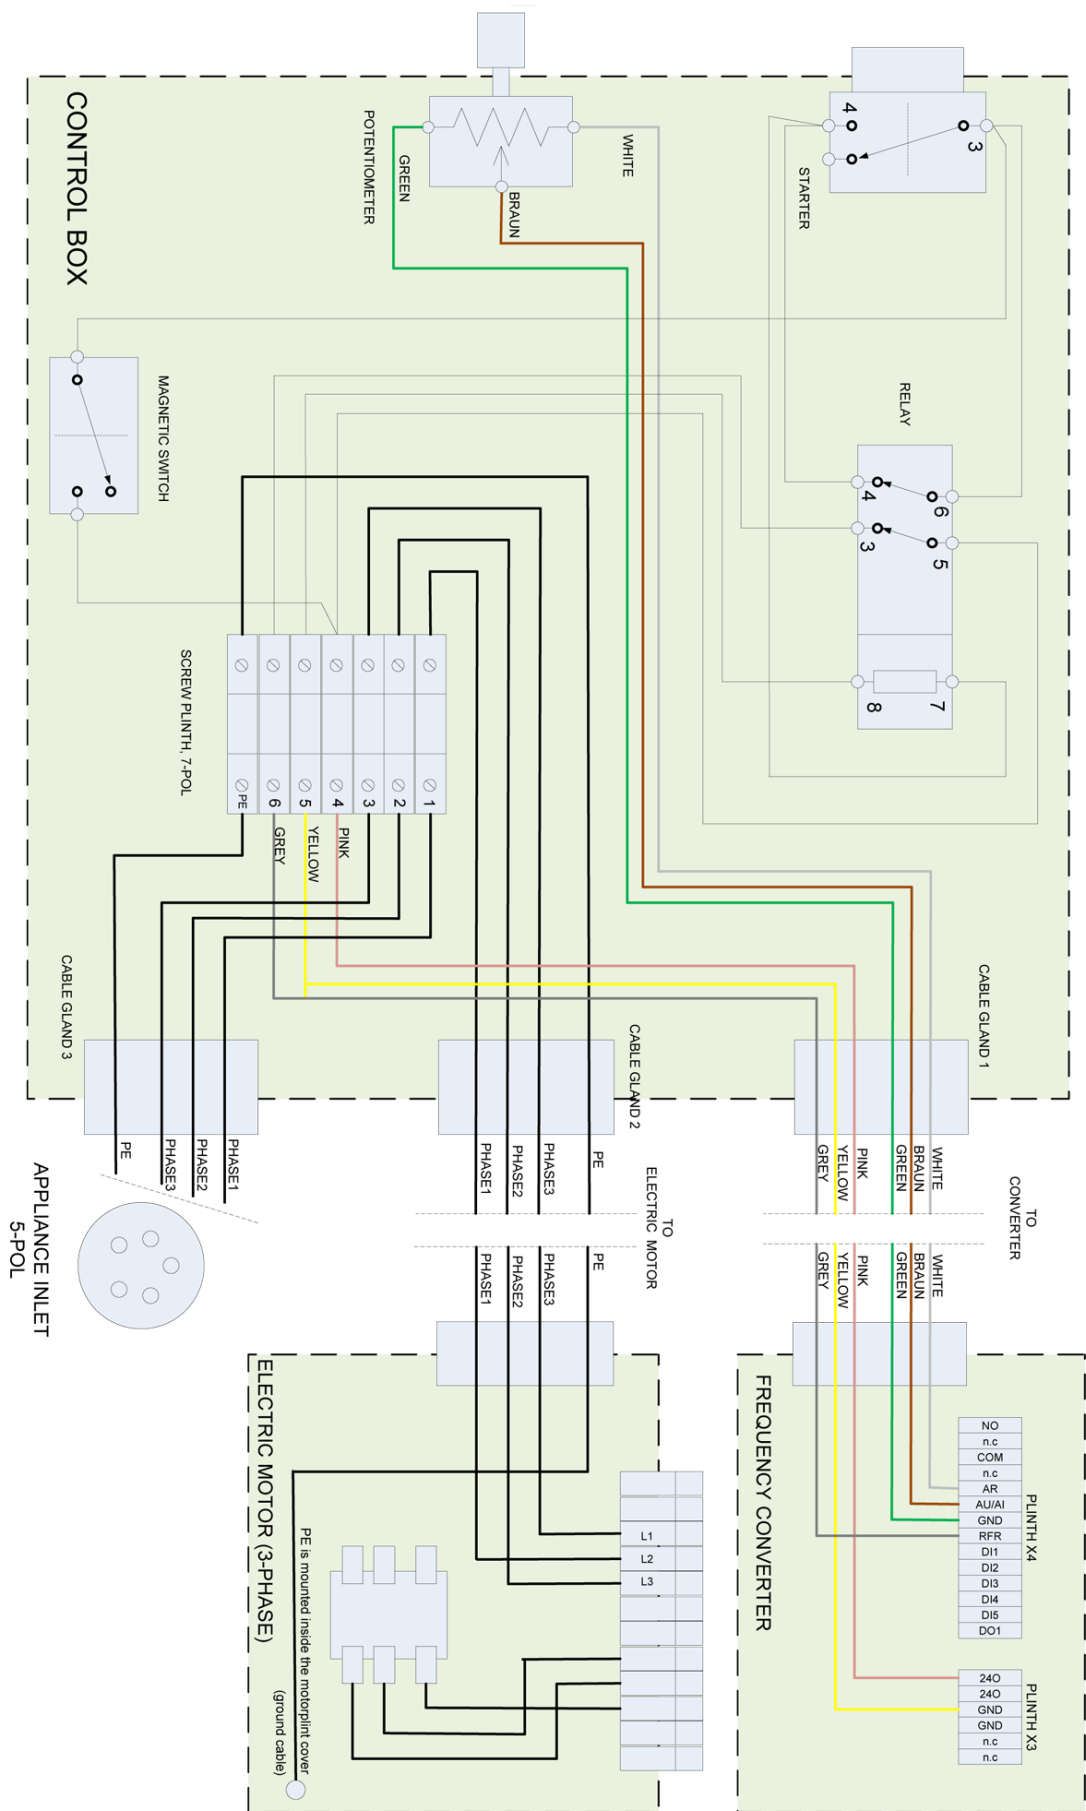 CONTROL BOX
POTENTIOMETER
GREEN
BRAUN
WHITE
4
3
STARTER
MAGNETIC SWITCH
RELAY
4
6
3
5
8
7
SCREW PLINTH, 7-POL
PE
6
5
4
3
2
1
GREY
YELLOW
PINK
CABLE GLAND 3
CABLE GLAND 2
CABLE GLAND 1
PE
PHASE3
PHASE2
PHASE1
APPLIANCE INLET
5-POL
PHASE1
PHASE2
PHASE3
PE
TO
ELECTRIC MOTOR
PHASE1
PHASE2
PHASE3
PE
GREY
YELLOW
PINK
GREEN
BRAUN
WHITE
TO
CONVERTER
GREY
YELLOW
PINK
GREEN
BRAUN
WHITE
ELECTRIC MOTOR (3-PHASE)
PE is mounted inside the motorplint cover
(ground cable)
L1
L2
L3
FREQUENCY CONVERTER
PLINTH X4
NO
n.c
COM
n.c
AR
AU/AI
GND
RFR
DI1
DI2
DI3
DI4
DI5
DO1
PLINTH X3
24O
24O
GND
GND
n.c
n.c